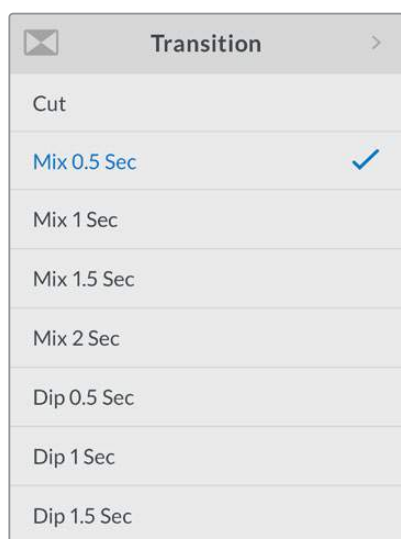 Transition
Cut
Mix 0.5 Sec
Mix 1 Sec
Mix 1.5 Sec
Mix 2 Sec
Dip 0.5 Sec
Dip 1 Sec
Dip 1.5 Sec